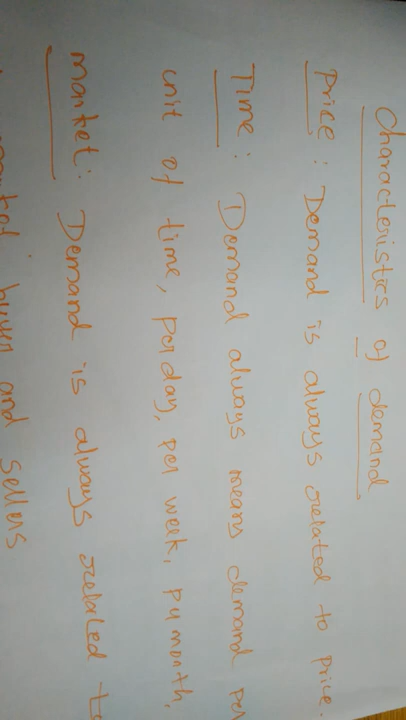 Characteristics of demand
Price: Demand is always related to price.
Time: Demand always means demand per
unit of time, per day, per week, per month,
market: Demand is always related to
buyer and sellers